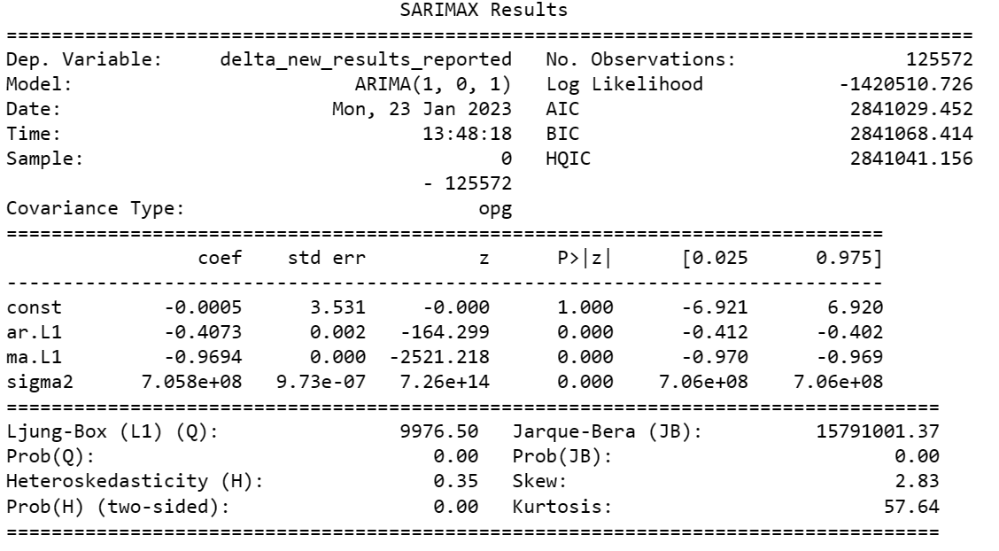 SARIMAX Results
==============================================================================================
Dep. Variable:     delta_new_results_reported   No. Observations:               125572
Model:                         ARIMA(1, 0, 1)   Log Likelihood            -1420510.726
Date:                        Mon, 23 Jan 2023   AIC                        2841029.452
Time:                                13:48:18   BIC                        2841068.414
Sample:                                     0   HQIC                       2841041.156
                                     - 125572
Covariance Type:                          opg
==============================================================================
                 coef    std err          z      P>|z|      [0.025      0.975]
------------------------------------------------------------------------------
const         -0.0005      3.531     -0.000      1.000      -6.921       6.920
ar.L1         -0.4073      0.002   -164.299      0.000      -0.412      -0.402
ma.L1         -0.9694      0.000  -2521.218      0.000      -0.970      -0.969
sigma2      7.058e+08   9.73e-07   7.26e+14      0.000    7.06e+08    7.06e+08
===================================================================================
Ljung-Box (L1) (Q):                9976.50   Jarque-Bera (JB):          15791001.37
Prob(Q):                              0.00   Prob(JB):                         0.00
Heteroskedasticity (H):               0.35   Skew:                             2.83
Prob(H) (two-sided):                  0.00   Kurtosis:                        57.64
===================================================================================